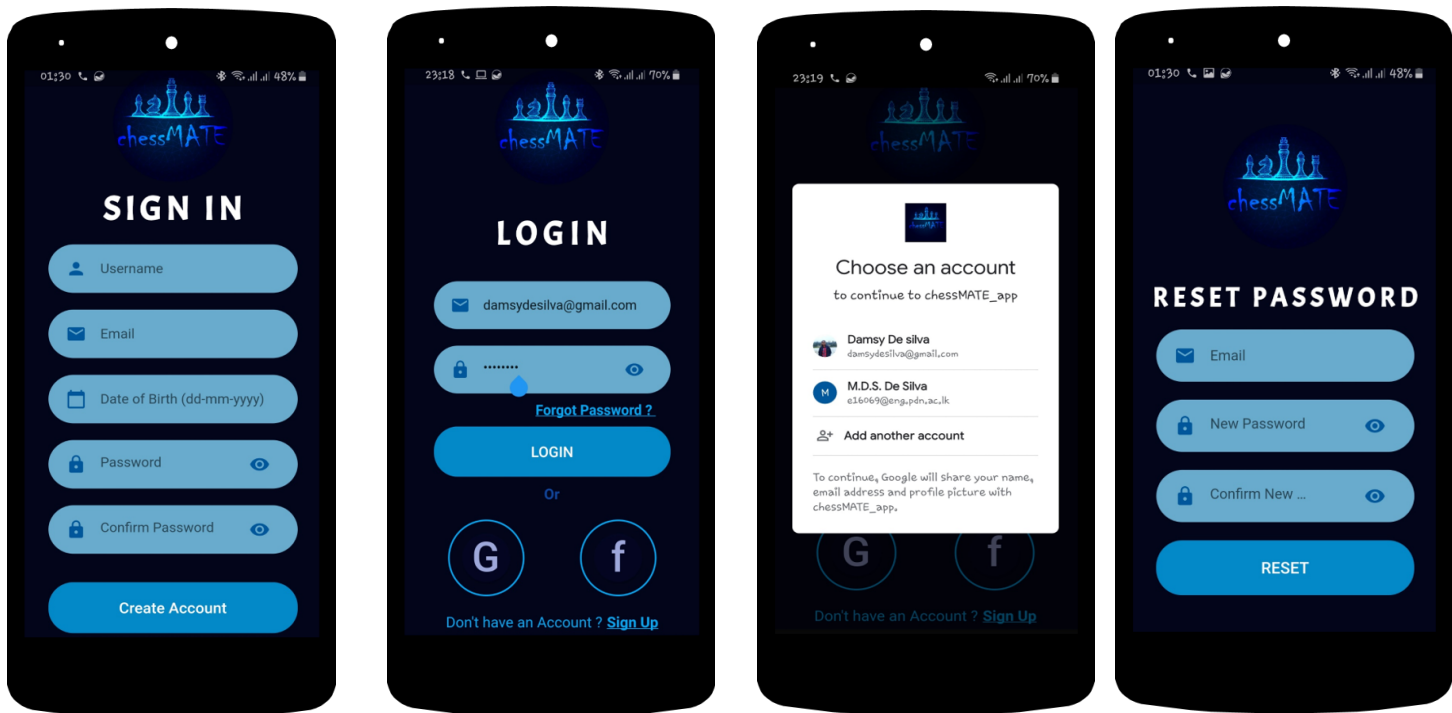 01:30
48%
chessMATE
SIGN IN
Username
Email
Date of Birth (dd-mm-yyyy)
Password
Confirm Password
Create Account
23:18
70%
chessMATE
LOGIN
damsydesilva@gmail.com
••••••••
Forgot Password ?
LOGIN
Or
G f
Don't have an Account ? Sign Up
23:19
70%
chessMATE
chessMATE
Choose an account
to continue to chessMATE_app
Damsy De silva
damsydesilva@gmail.com
M
M.D.S. De Silva
e16069@eng.pdn.ac.lk
Add another account
To continue, Google will share your name,
email address and profile picture with
chessMATE_app.
G f
Don't have an Account ? Sign Up
01:30
48%
chessMATE
RESET PASSWORD
Email
New Password
Confirm New ...
RESET